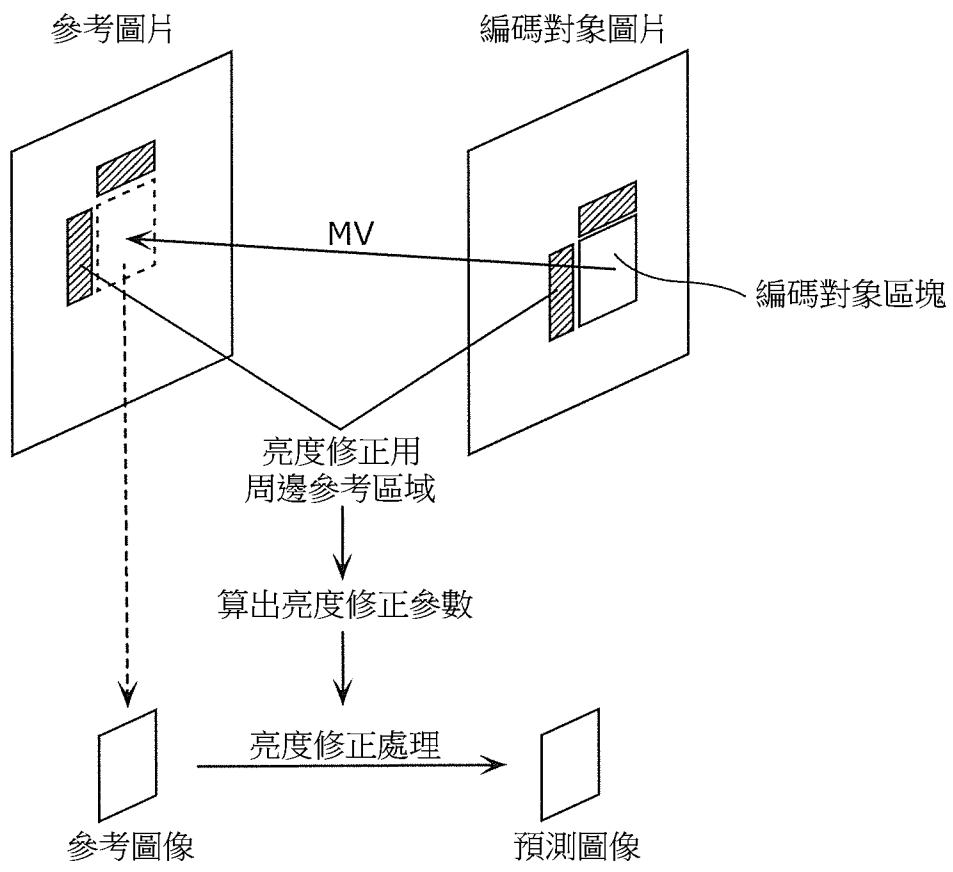 參考圖片
編碼對象圖片
MV
編碼對象區塊
亮度修正用
周邊參考區域
算出亮度修正參數
亮度修正處理
參考圖像
預測圖像